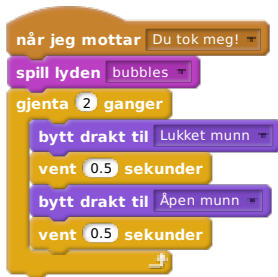 når jeg mottar Du tok meg!
spill lyden bubbles
gjenta 2 ganger
bytt drakt til Lukket munn
vent 0.5 sekunder
bytt drakt til Åpen munn
vent 0.5 sekunder